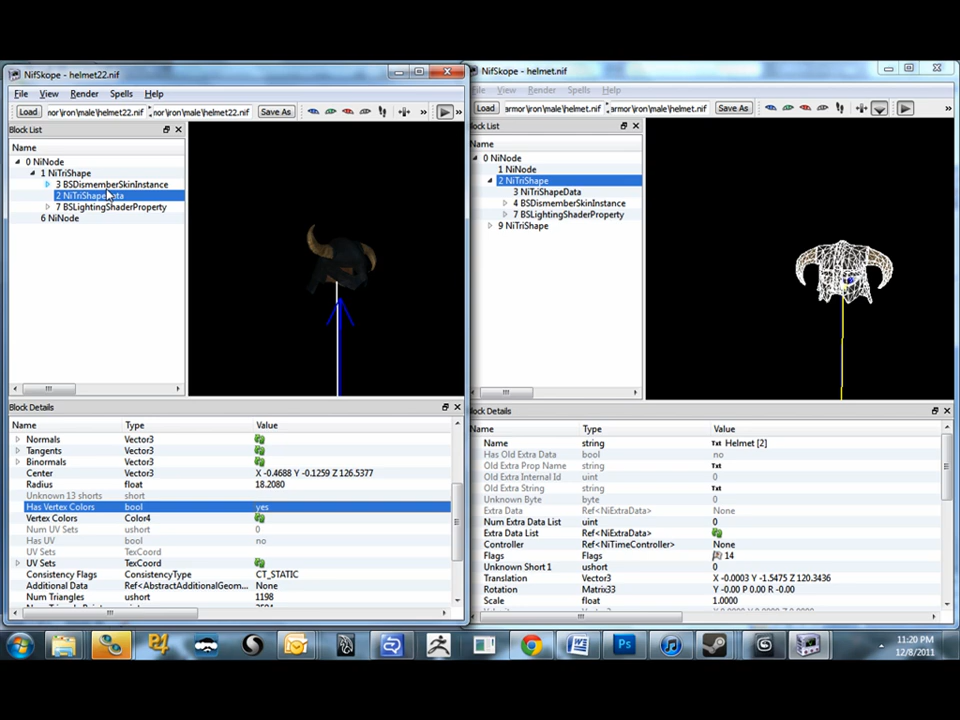 NifSkope - helmet22.nif
File View Render Spells Help
Load nor\iron\male\helmet22.nif nor\iron\male\helmet22.nif Save As »
Block List
Name
0 NiNode
1 NiTriShape
3 BSDismemberSkinInstance
2 NiTriShapeData
7 BSLightingShaderProperty
6 NiNode
Block Details
Name Type Value
Normals Vector3
Tangents Vector3
Binormals Vector3
Center Vector3 X -0.4688 Y -0.1259 Z 126.5377
Radius float 18.2080
Unknown 13 shorts short
Has Vertex Colors bool yes
Vertex Colors Color4
Num UV Sets ushort 0
Has UV bool no
UV Sets TexCoord
UV Sets TexCoord
Consistency Flags ConsistencyType CT_STATIC
Additional Data Ref<AbstractAdditionalGeom... None
Num Triangles ushort 1198
NifSkope - helmet.nif
File View Render Spells Help
Load armor\iron\male\helmet.nif armor\iron\male\helmet.nif Save As »
Block List
Name
0 NiNode
1 NiNode
2 NiTriShape
3 NiTriShapeData
4 BSDismemberSkinInstance
7 BSLightingShaderProperty
9 NiTriShape
Block Details
Name Type Value
Name string Txt Helmet [2]
Has Old Extra Data bool no
Old Extra Prop Name string Txt
Old Extra Internal Id uint 0
Old Extra String string Txt
Unknown Byte byte 0
Extra Data Ref<NiExtraData> None
Num Extra Data List uint 0
Extra Data List Ref<NiExtraData>
Controller Ref<NiTimeController> None
Flags Flags 14
Unknown Short 1 ushort 0
Translation Vector3 X -0.0003 Y -1.5475 Z 120.3436
Rotation Matrix33 Y -0.00 P 0.00 R -0.00
Scale float 1.0000
11:20 PM
12/8/2011